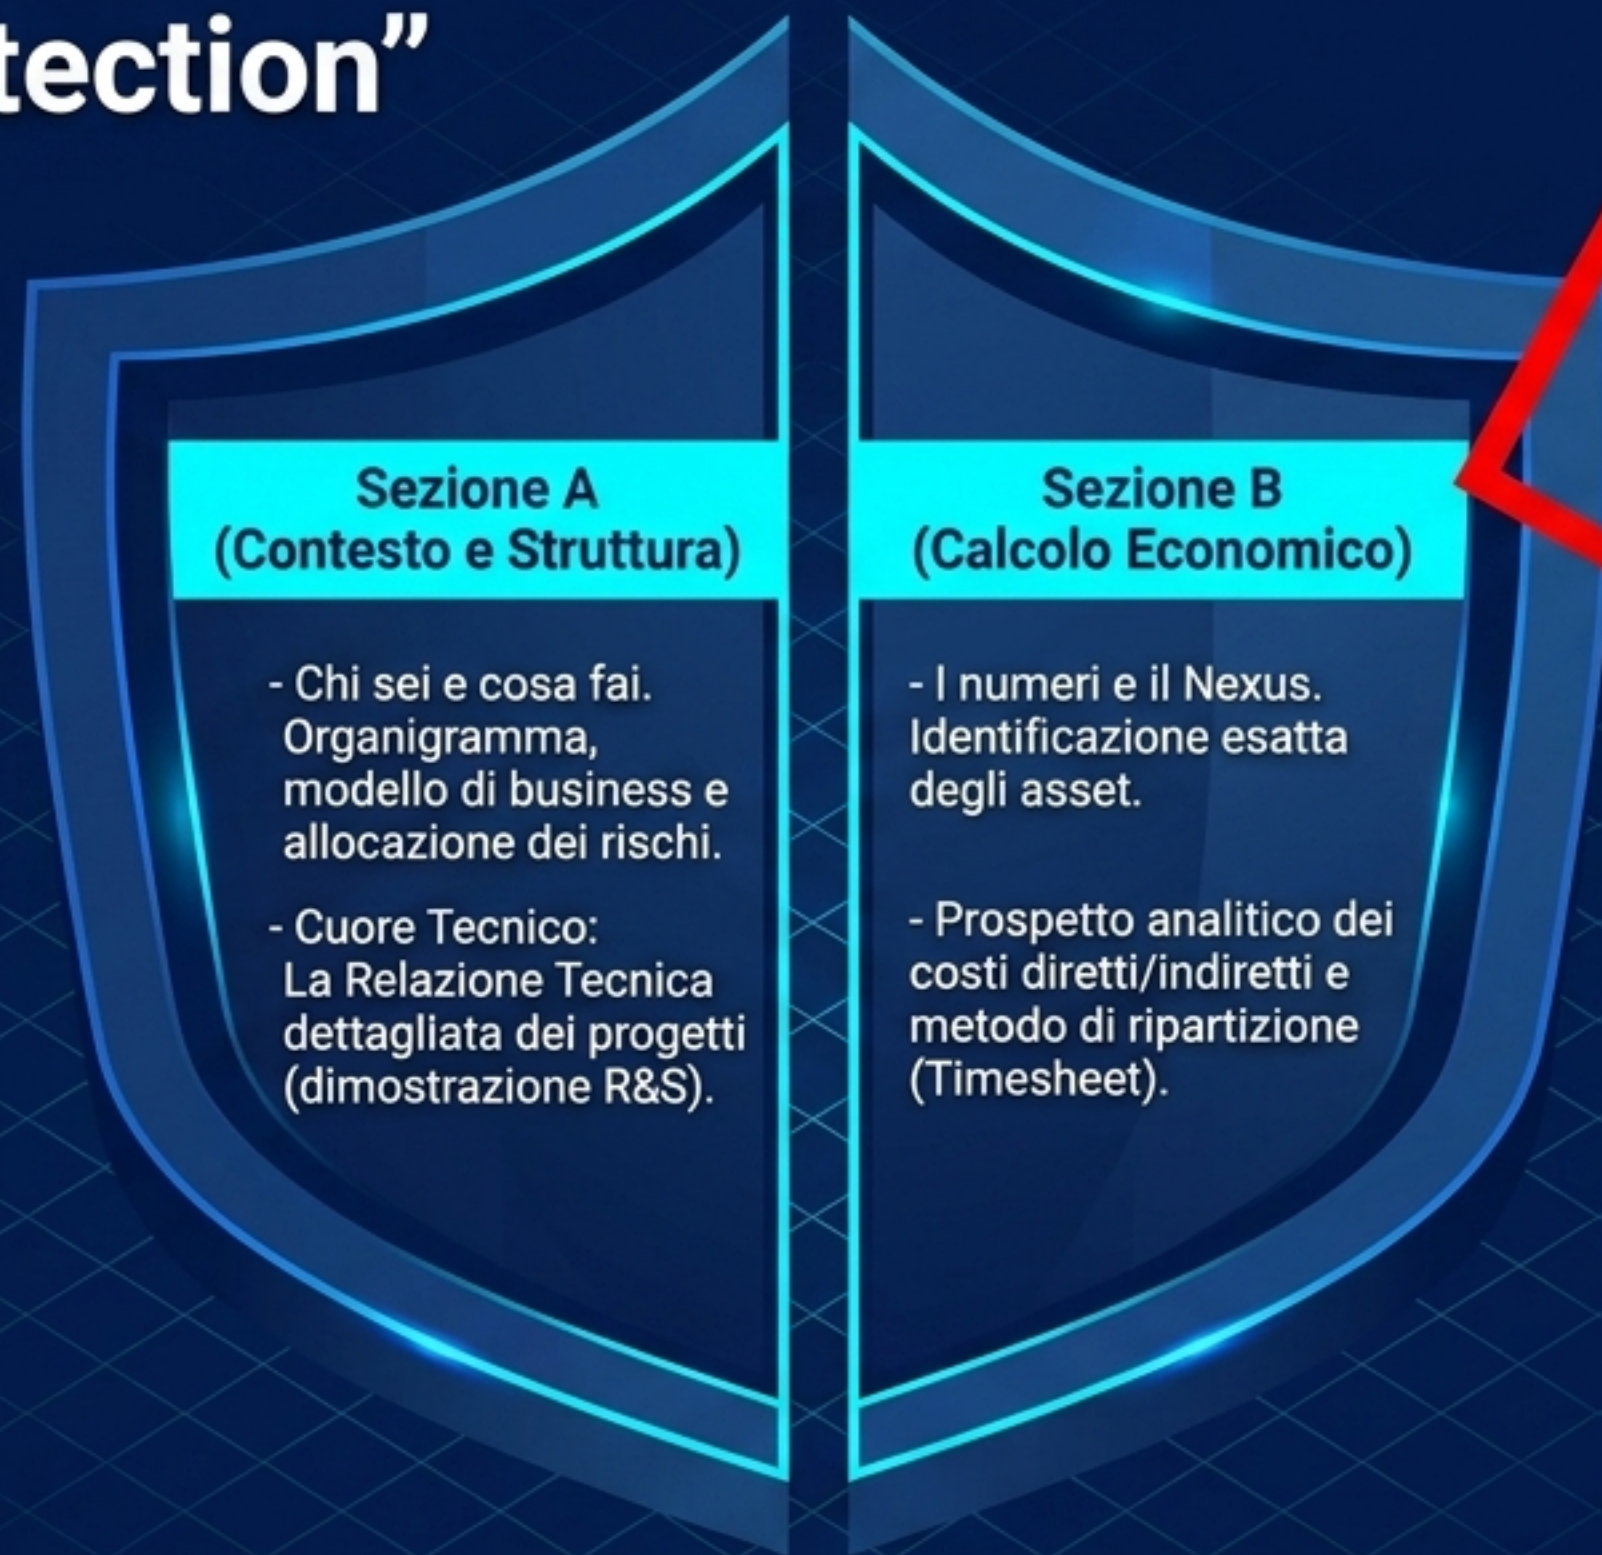 tection”
Sezione A
(Contesto e Struttura)
- Chi sei e cosa fai.
Organigramma,
modello di business e
allocazione dei rischi.
- Cuore Tecnico:
La Relazione Tecnica
dettagliata dei progetti
(dimostrazione R&S).
Sezione B
(Calcolo Economico)
- I numeri e il Nexus.
Identificazione esatta
degli asset.
- Prospetto analitico dei
costi diretti/indiretti e
metodo di ripartizione
(Timesheet).